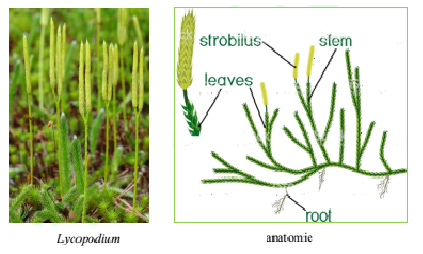 strobilus
stem
leaves
root
Lycopodium
anatomie